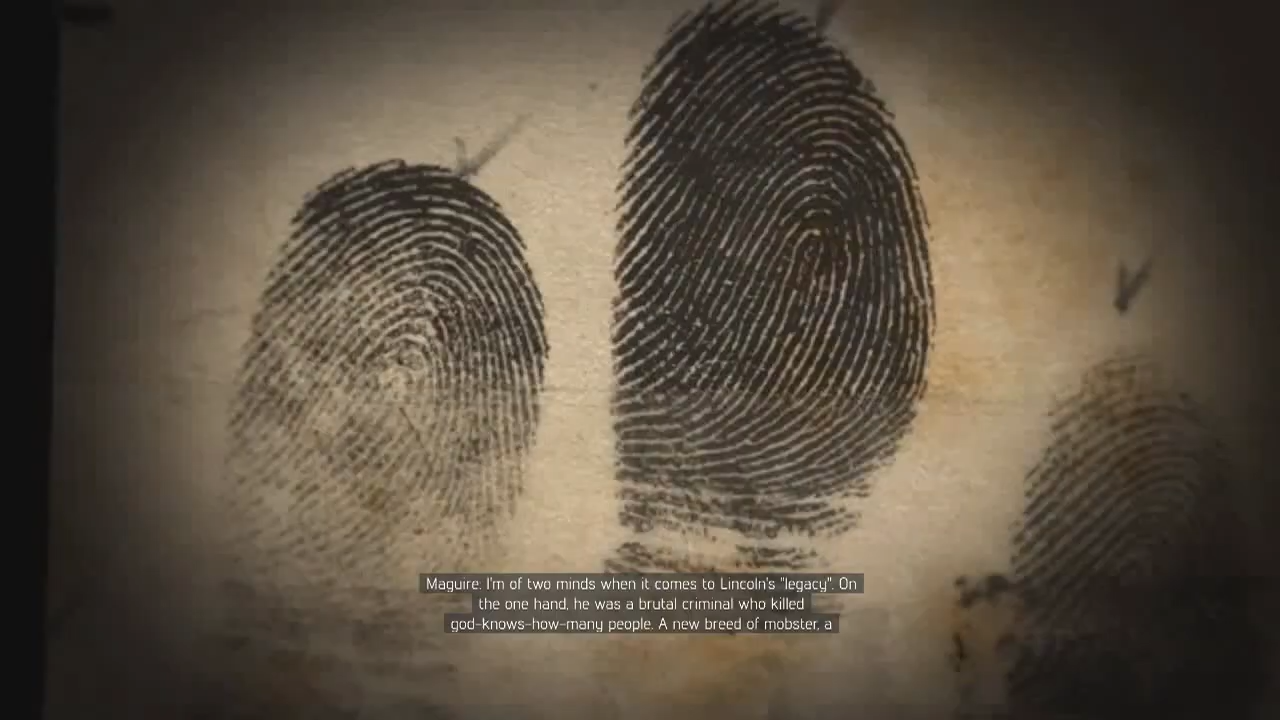 Maguire. I'm of two minds when it comes to Lincoln's "legacy". On
the one hand, he was a brutal criminal who killed
god-knows-how-many people. A new breed of mobster, a